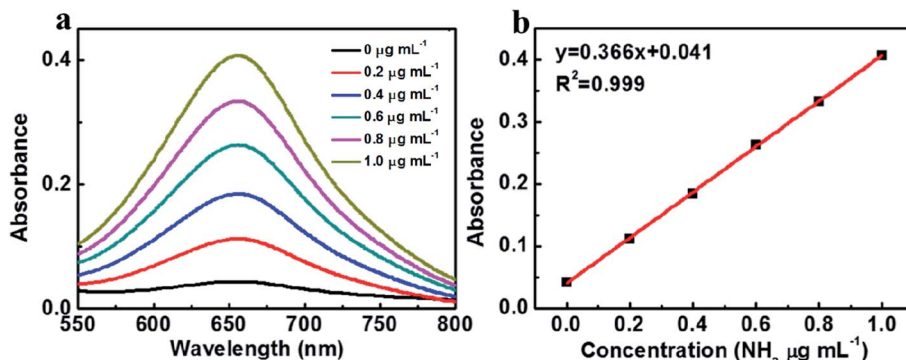 a
0 μg mL⁻¹
0.2 μg mL⁻¹
0.4 μg mL⁻¹
0.6 μg mL⁻¹
0.8 μg mL⁻¹
1.0 μg mL⁻¹
0.4
0.2
0.0
Absorbance
550 600 650 700 750 800
Wavelength (nm)
b
y=0.366x+0.041
R²=0.999
0.4
0.3
0.2
0.1
0.0
Absorbance
0.0 0.2 0.4 0.6 0.8 1.0
Concentration (NH₃ μg mL⁻¹)